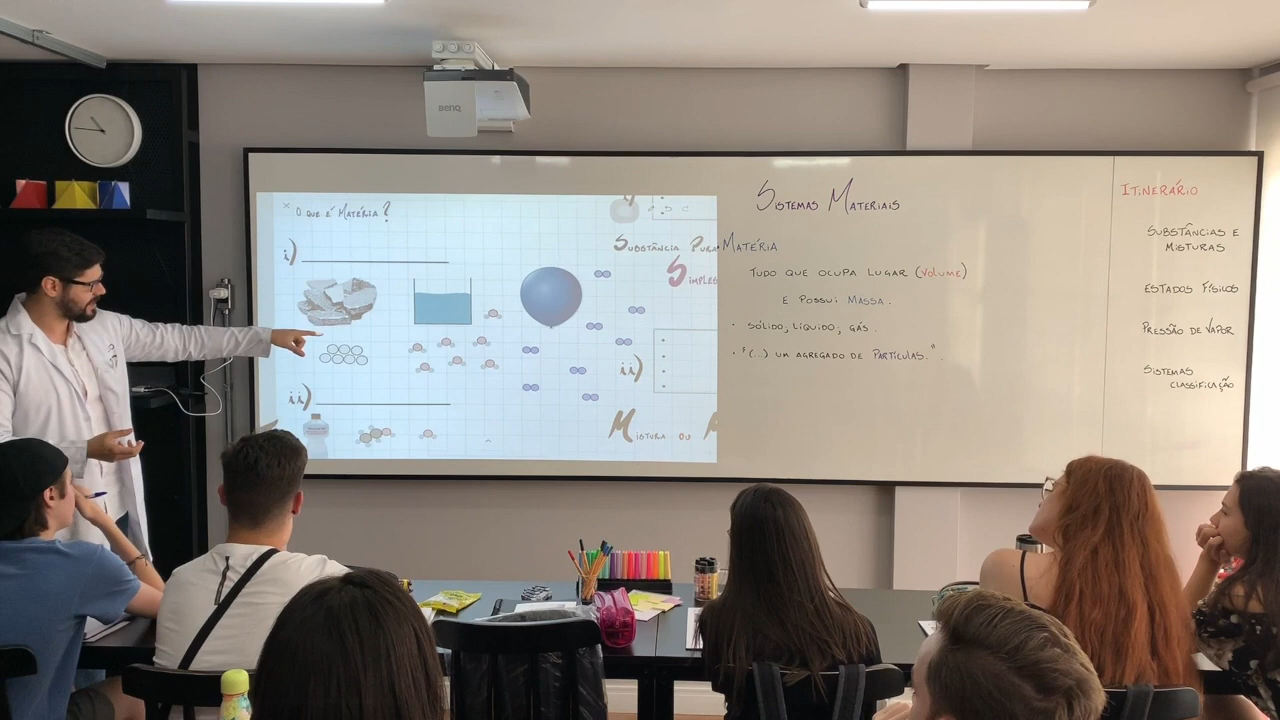 BenQ
O QUE É MATÉRIA?
i)
ii)
SUBSTÂNCIA PURA
SIMPLES
ii)
MISTURA OU
SISTEMAS MATERIAIS
MATÉRIA
TUDO QUE OCUPA LUGAR (VOLUME)
E POSSUI MASSA.
· SÓLIDO, LÍQUIDO, GÁS.
· "(...) UM AGREGADO DE PARTÍCULAS.".
ITINERÁRIO
SUBSTÂNCIAS E
MISTURAS
ESTADOS FÍSICOS
PRESSÃO DE VAPOR
SISTEMAS
CLASSIFICAÇÃO